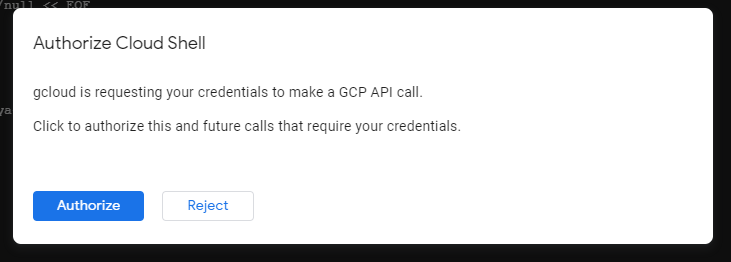 /null << EOF
Authorize Cloud Shell
gcloud is requesting your credentials to make a GCP API call.
ya
Click to authorize this and future calls that require your credentials.
Authorize Reject